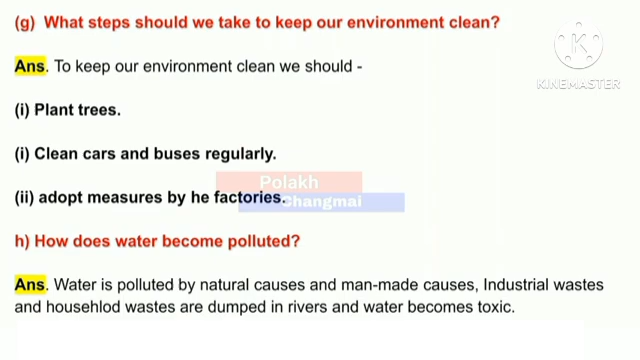 (g) What steps should we take to keep our environment clean?
Ans. To keep our environment clean we should -
(i) Plant trees.
(i) Clean cars and buses regularly.
(ii) adopt measures by he factories.
h) How does water become polluted?
Ans. Water is polluted by natural causes and man-made causes, Industrial wastes
and househlod wastes are dumped in rivers and water becomes toxic.
K
KINEMASTER
Polakh
Changmai